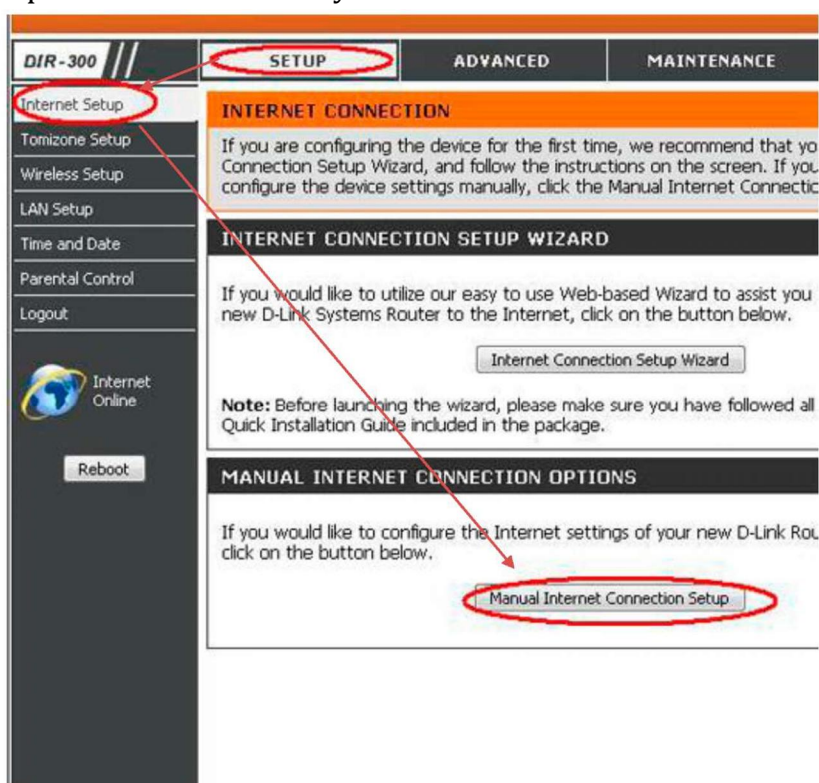 DIR-300
SETUP
ADVANCED
MAINTENANCE
Internet Setup
Tomizone Setup
Wireless Setup
LAN Setup
Time and Date
Parental Control
Logout
Internet
Online
Reboot
INTERNET CONNECTION
If you are configuring the device for the first time, we recommend that yo
Connection Setup Wizard, and follow the instructions on the screen. If you
configure the device settings manually, click the Manual Internet Connectic
INTERNET CONNECTION SETUP WIZARD
If you would like to utilize our easy to use Web-based Wizard to assist you
new D-Link Systems Router to the Internet, click on the button below.
Internet Connection Setup Wizard
Note: Before launching the wizard, please make sure you have followed all
Quick Installation Guide included in the package.
MANUAL INTERNET CONNECTION OPTIONS
If you would like to configure the Internet settings of your new D-Link Rou
click on the button below.
Manual Internet Connection Setup